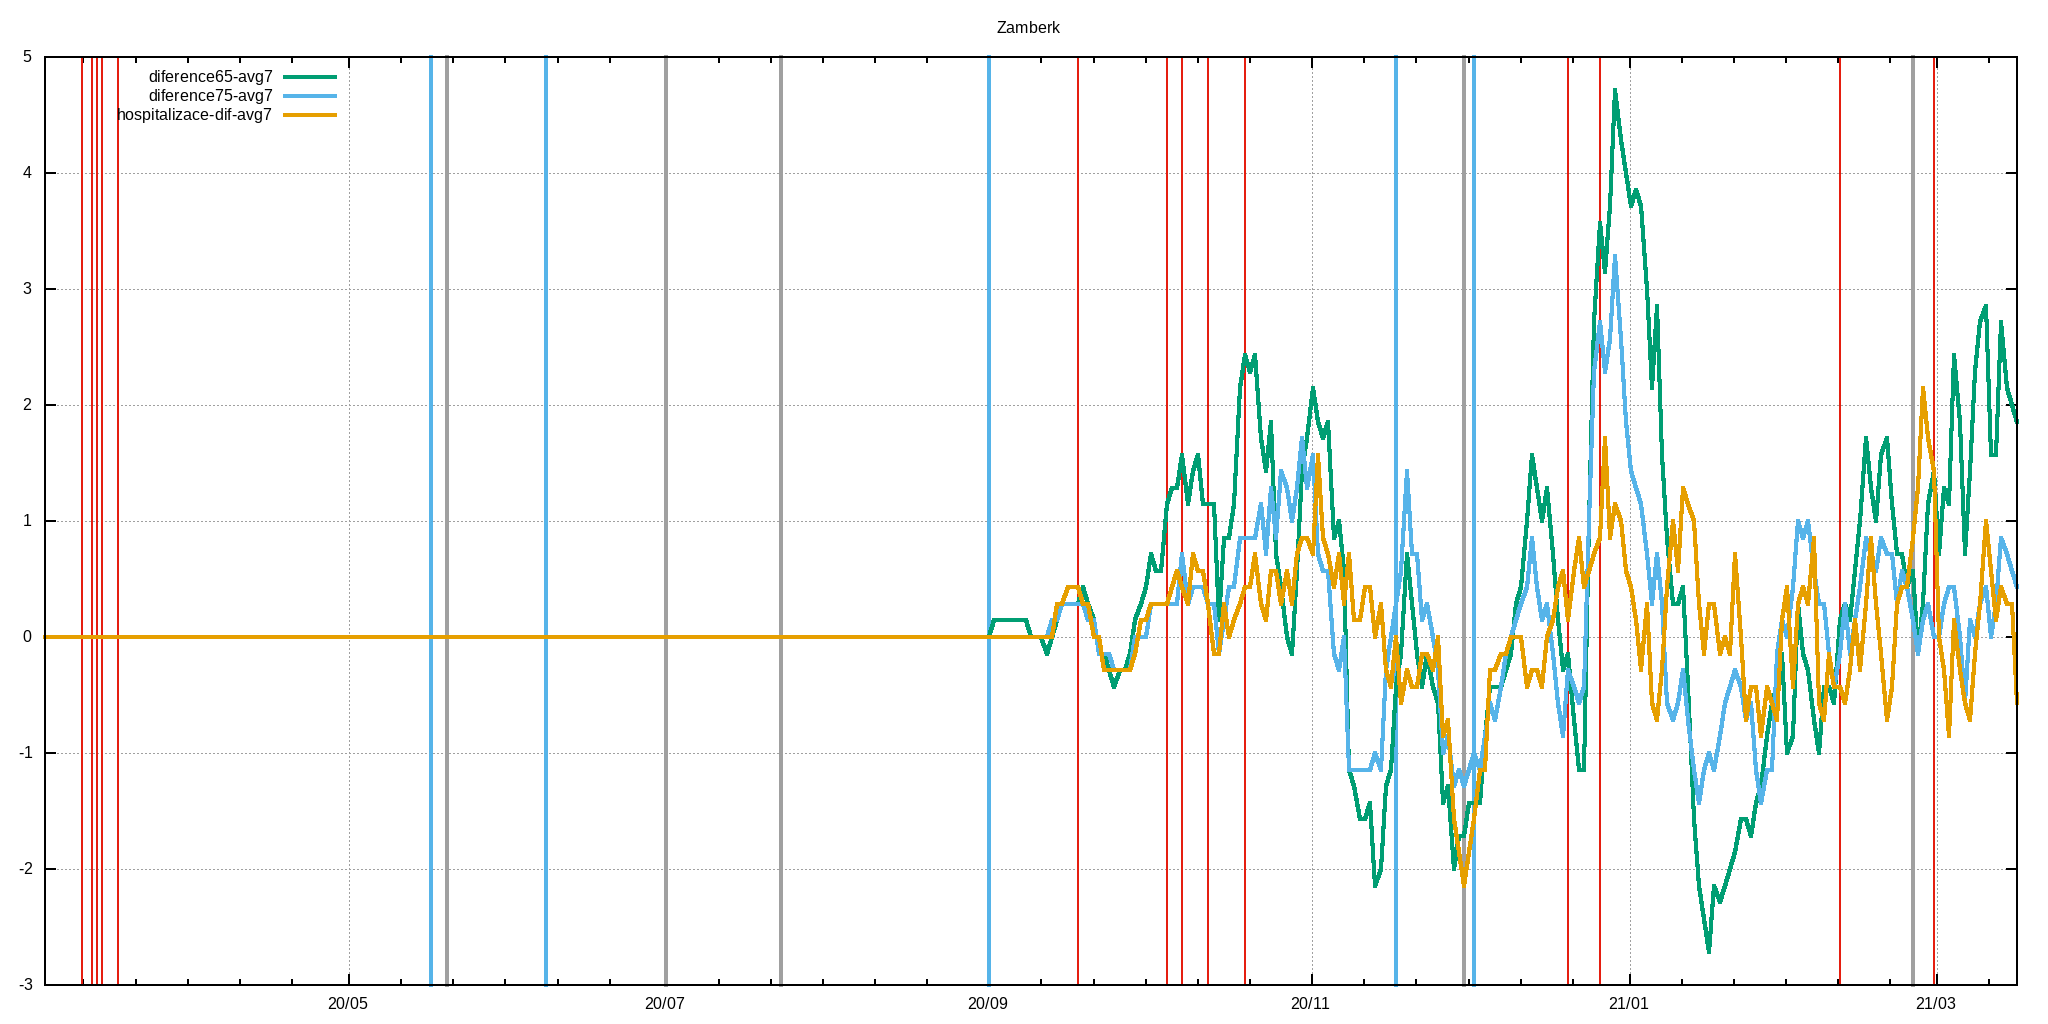 Zamberk
diference65-avg7
diference75-avg7
hospitalizace-dif-avg7
5
4
3
2
1
0
-1
-2
-3
20/05 20/07 20/09 20/11 21/01 21/03